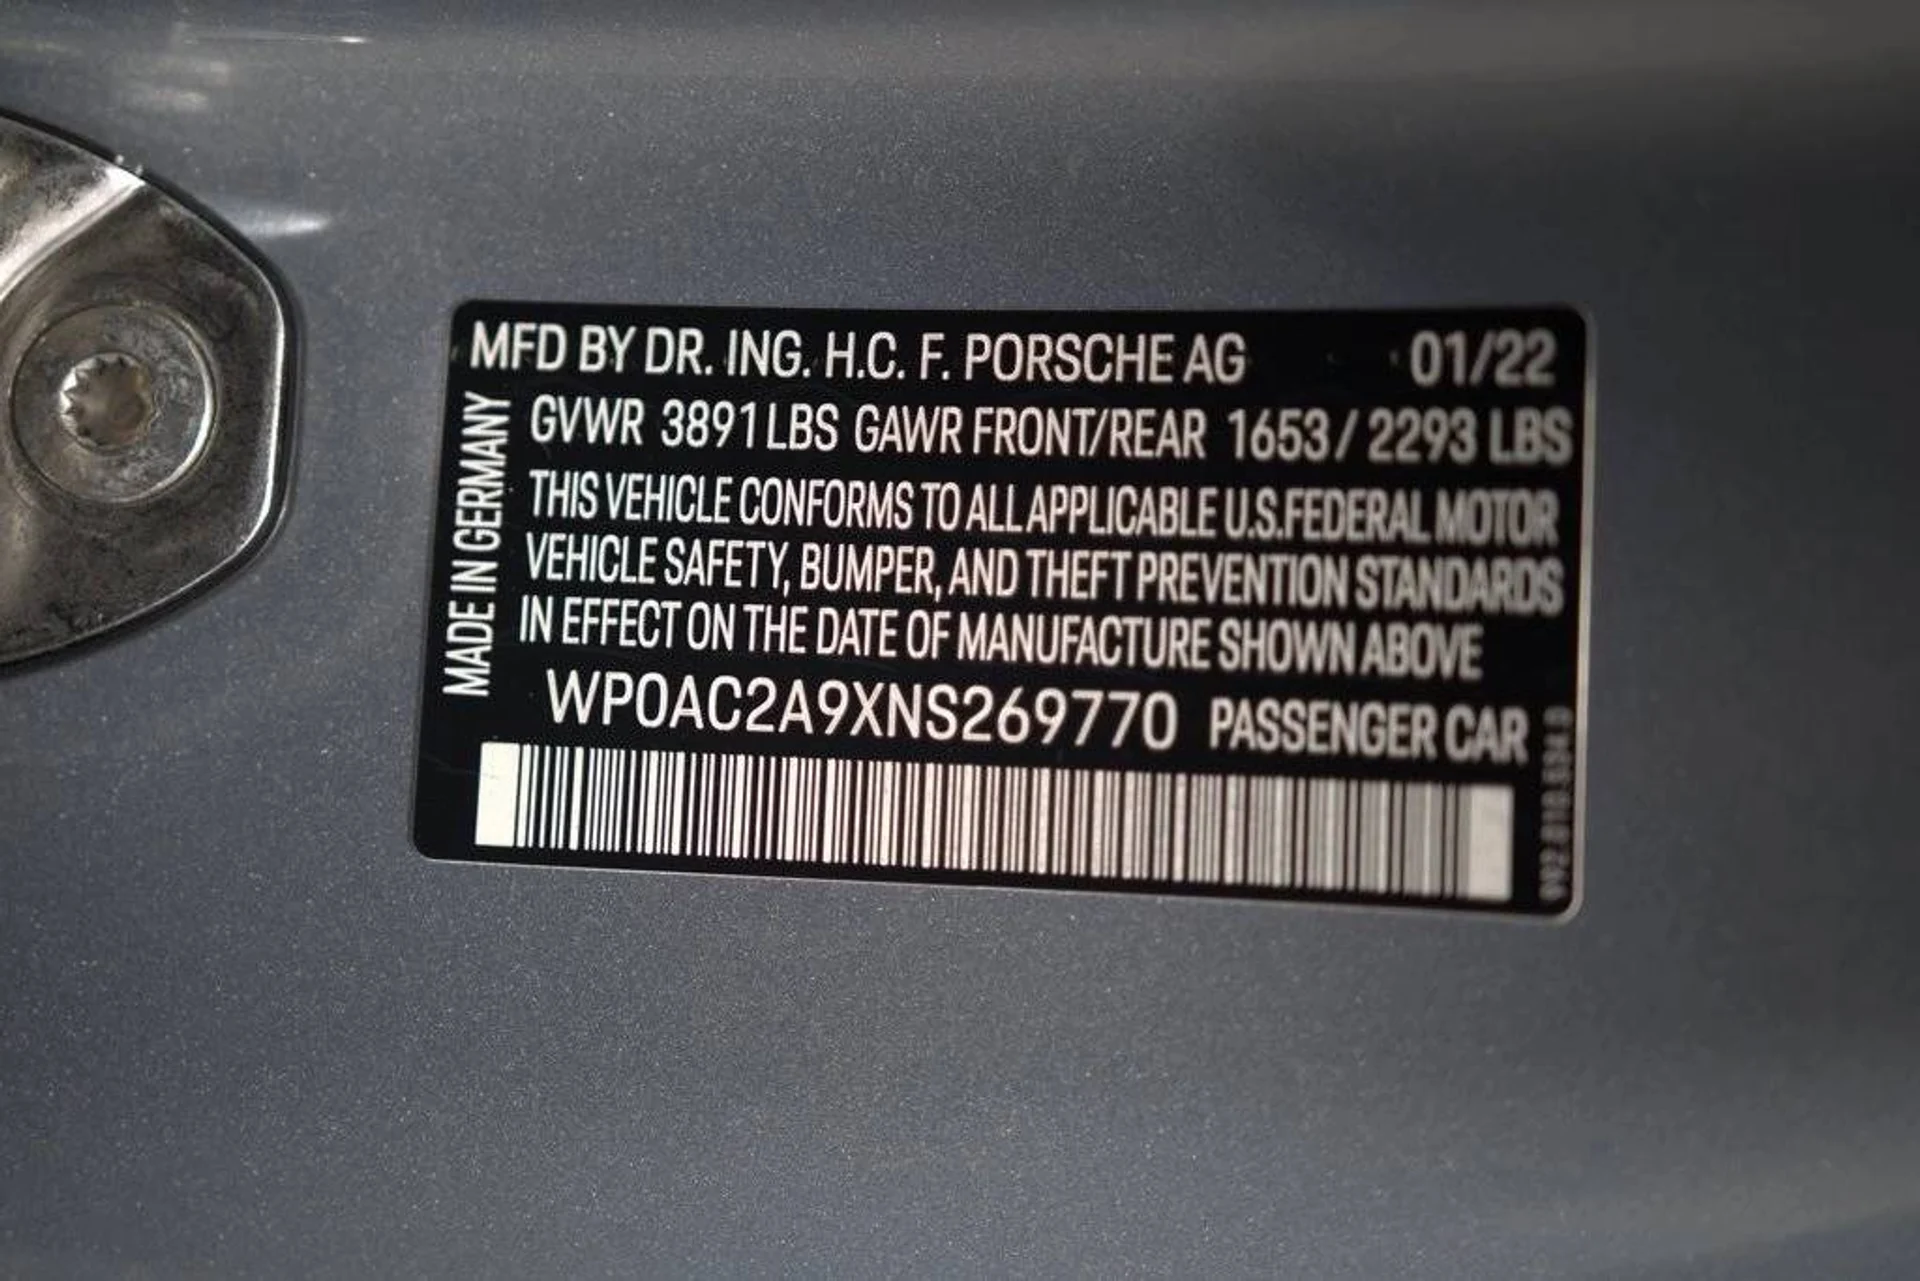 MFD BY DR. ING. H.C. F. PORSCHE AG 01/22
GVWR 3891 LBS GAWR FRONT/REAR 1653 / 2293 LBS
THIS VEHICLE CONFORMS TO ALL APPLICABLE U.S. FEDERAL MOTOR
VEHICLE SAFETY, BUMPER, AND THEFT PREVENTION STANDARDS
IN EFFECT ON THE DATE OF MANUFACTURE SHOWN ABOVE
WP0AC2A9XNS269770 PASSENGER CAR
MADE IN GERMANY